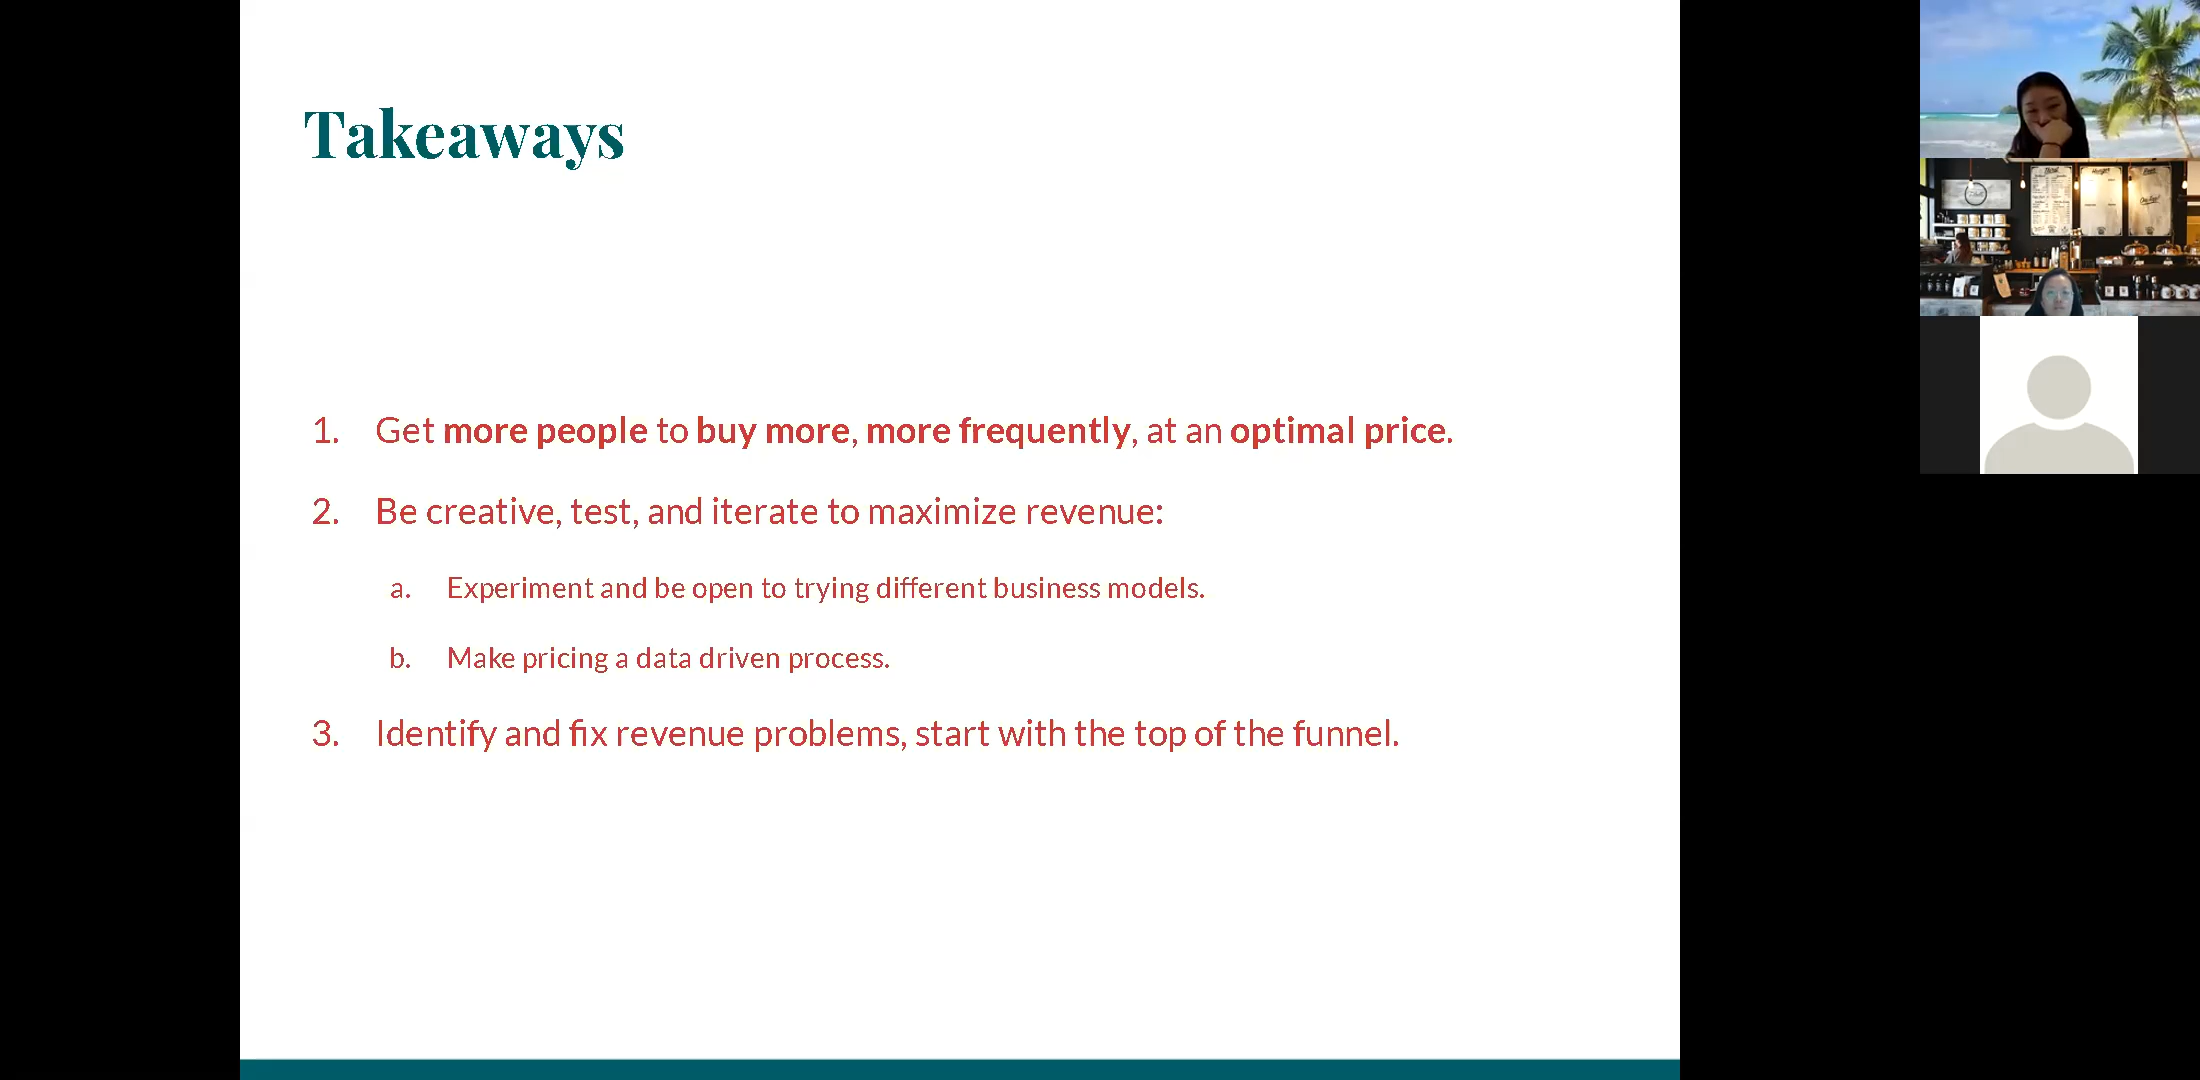 Takeaways
1. Get more people to buy more, more frequently, at an optimal price.
2. Be creative, test, and iterate to maximize revenue:
a. Experiment and be open to trying different business models.
b. Make pricing a data driven process.
3. Identify and fix revenue problems, start with the top of the funnel.